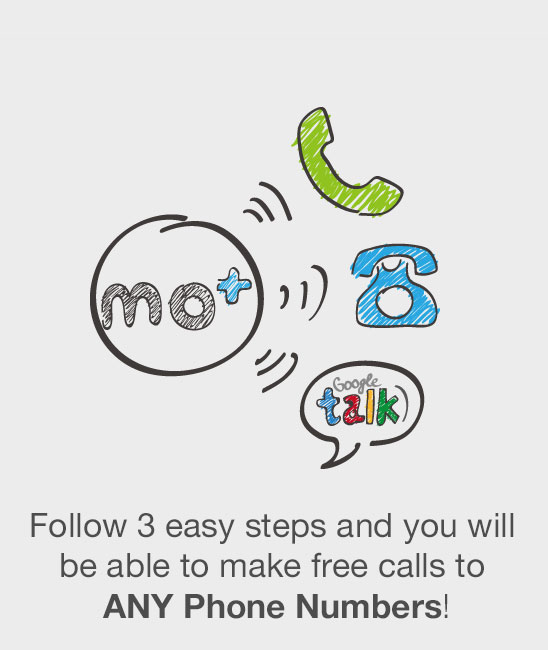 mo+
Google
talk
Follow 3 easy steps and you will
be able to make free calls to
ANY Phone Numbers!